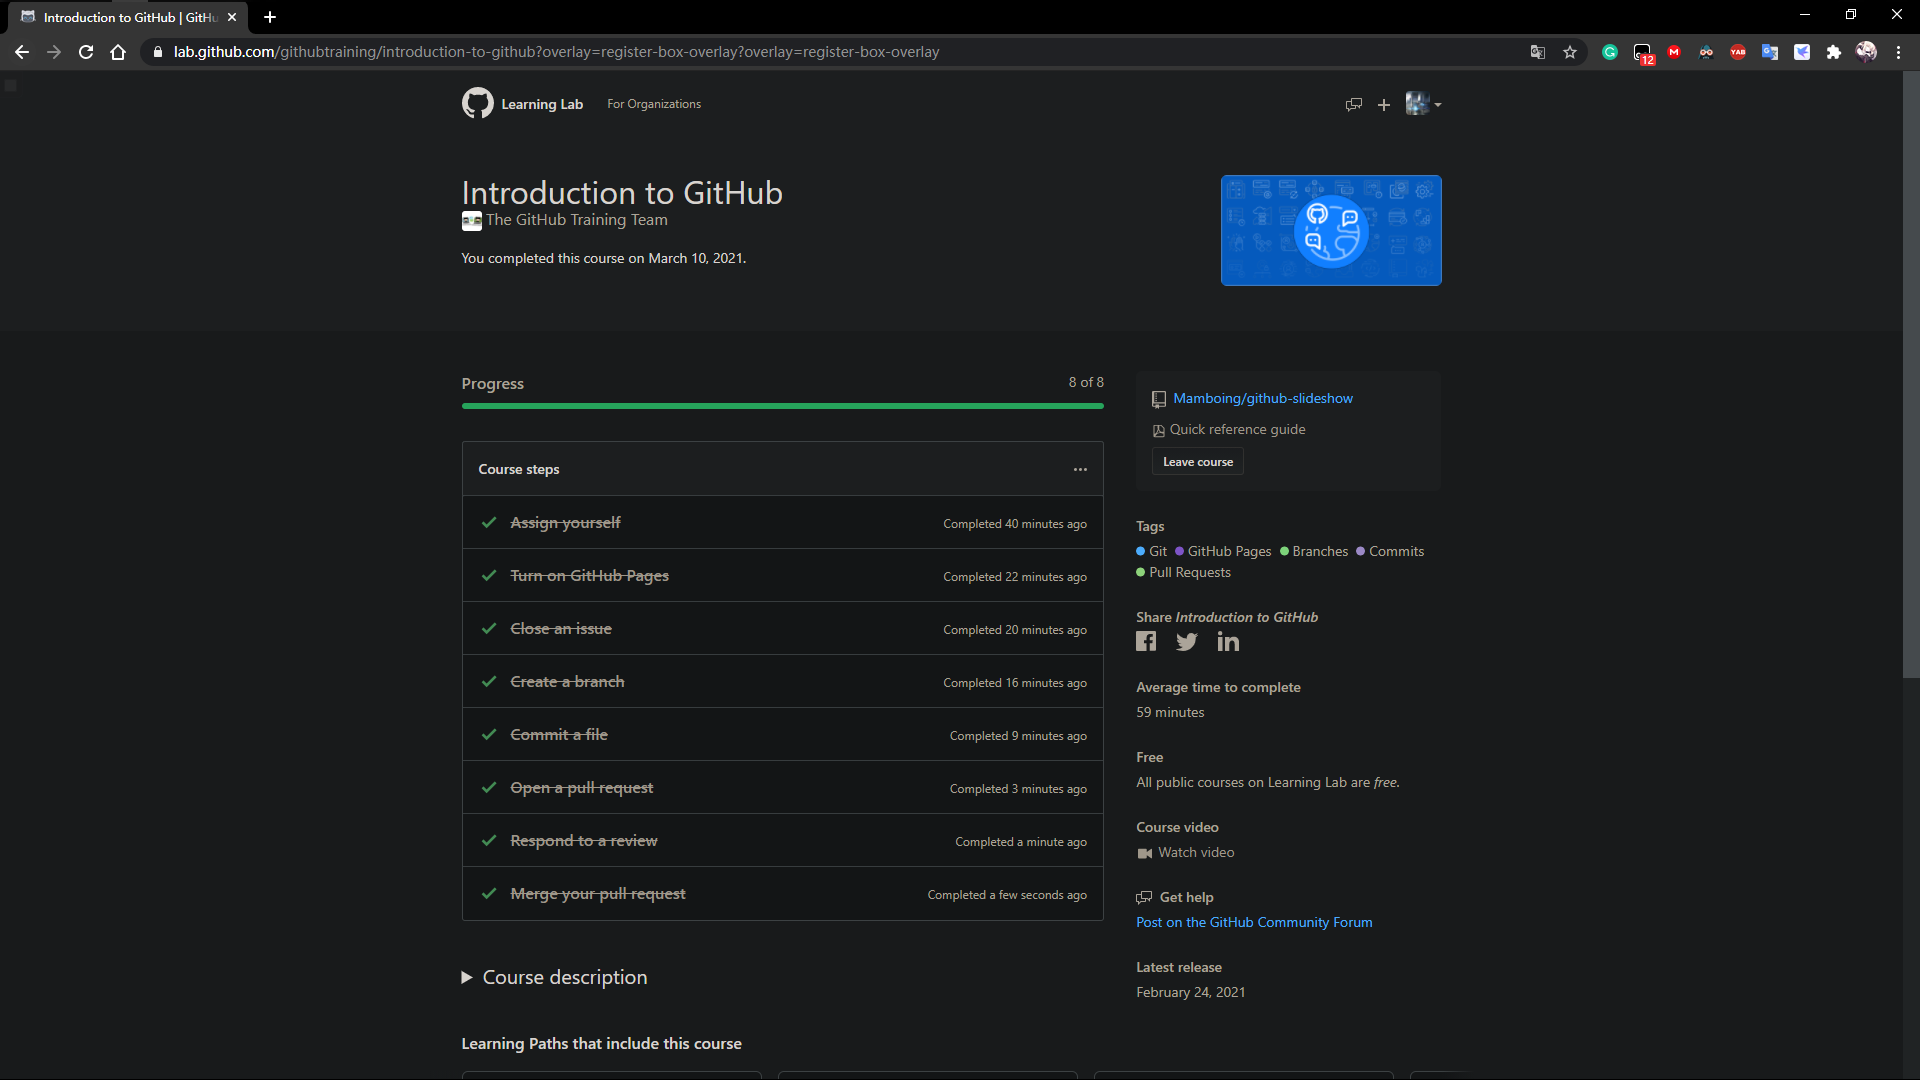 Introduction to GitHub | GitHu
lab.github.com/githubtraining/introduction-to-github?overlay=register-box-overlay?overlay=register-box-overlay
12
YAB
Learning Lab
For Organizations
Introduction to GitHub
The GitHub Training Team
You completed this course on March 10, 2021.
Progress
8 of 8
Course steps
Assign yourself
Completed 40 minutes ago
Turn on GitHub Pages
Completed 22 minutes ago
Close an issue
Completed 20 minutes ago
Create a branch
Completed 16 minutes ago
Commit a file
Completed 9 minutes ago
Open a pull request
Completed 3 minutes ago
Respond to a review
Completed a minute ago
Merge your pull request
Completed a few seconds ago
Course description
Learning Paths that include this course
Mamboing/github-slideshow
Quick reference guide
Leave course
Tags
Git GitHub Pages Branches Commits
Pull Requests
Share Introduction to GitHub
Average time to complete
59 minutes
Free
All public courses on Learning Lab are free.
Course video
Watch video
Get help
Post on the GitHub Community Forum
Latest release
February 24, 2021